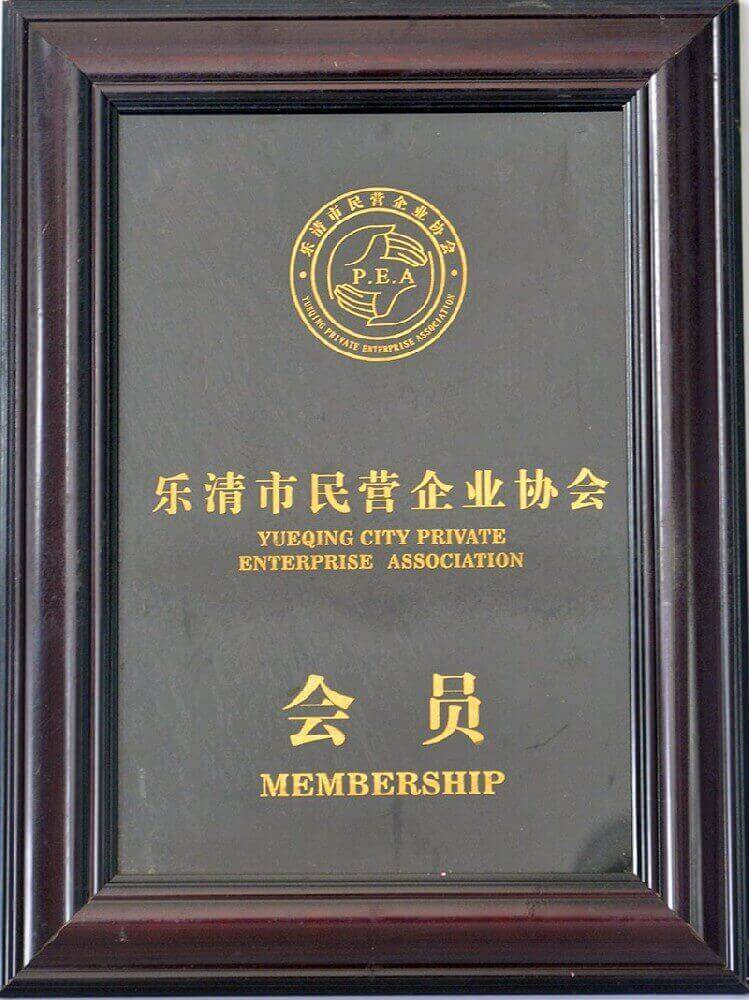 乐清市民营企业协会
P.E.A
YUEQING PRIVATE ENTERPRISE ASSOCIATION
乐清市民营企业协会
YUEQING CITY PRIVATE
ENTERPRISE ASSOCIATION
会员
MEMBERSHIP